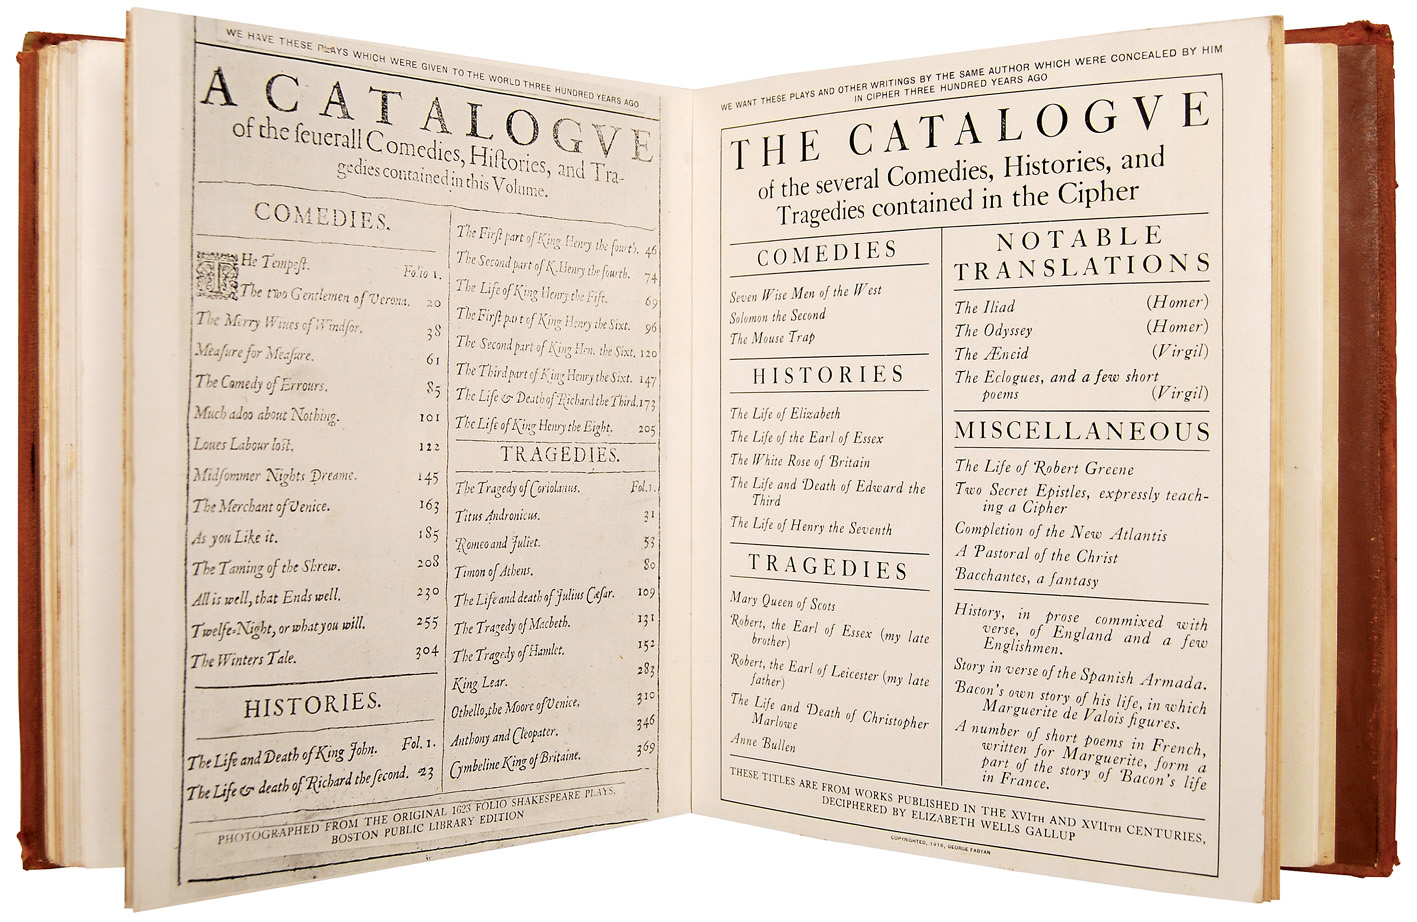 WE HAVE THESE PLAYS WHICH WERE GIVEN TO THE WORLD THREE HUNDRED YEARS AGO
A CATALOGVE
of the ſeuerall Comedies, Hiſtories, and Tra-
gedies contained in this Volume.
COMEDIES.
THe Tempeſt. Folio 1.
The two Gentlemen of Verona. 20
The Merry Wiues of Windſor. 38
Meaſure for Meaſure. 61
The Comedy of Errours. 85
Much adoo about Nothing. 101
Loues Labour loſt. 122
Midſommer Nights Dreame. 145
The Merchant of Venice. 163
As you Like it. 185
The Taming of the Shrew. 208
All is well, that Ends well. 230
Twelfe-Night, or what you will. 255
The Winters Tale. 304
HISTORIES.
The Life and Death of King John. Fol. 1.
The Life & death of Richard the ſecond. 23
The Firſt part of King Henry the fourth. 46
The Second part of K. Henry the fourth. 74
The Life of King Henry the Fift. 69
The Firſt part of King Henry the Sixt. 96
The Second part of King Hen. the Sixt. 120
The Third part of King Henry the Sixt. 147
The Life & Death of Richard the Third. 173
The Life of King Henry the Eight. 205
TRAGEDIES.
The Tragedy of Coriolanus. Fol. 1.
Titus Andronicus. 31
Romeo and Juliet. 53
Timon of Athens. 80
The Life and death of Julius Cæſar. 109
The Tragedy of Macbeth. 131
The Tragedy of Hamlet. 152
King Lear. 283
Othello, the Moore of Venice. 310
Anthony and Cleopater. 346
Cymbeline King of Britaine. 369
PHOTOGRAPHED FROM THE ORIGINAL 1623 FOLIO SHAKESPEARE PLAYS,
BOSTON PUBLIC LIBRARY EDITION
WE WANT THESE PLAYS AND OTHER WRITINGS BY THE SAME AUTHOR WHICH WERE CONCEALED BY HIM
IN CIPHER THREE HUNDRED YEARS AGO
THE CATALOGVE
of the several Comedies, Histories, and
Tragedies contained in the Cipher
COMEDIES
Seven Wise Men of the West
Solomon the Second
The Mouse Trap
HISTORIES
The Life of Elizabeth
The Life of the Earl of Essex
The White Rose of Britain
The Life and Death of Edward the
Third
The Life of Henry the Seventh
TRAGEDIES
Mary Queen of Scots
Robert, the Earl of Essex (my late
brother)
Robert, the Earl of Leicester (my late
father)
The Life and Death of Christopher
Marlowe
Anne Bullen
NOTABLE
TRANSLATIONS
The Iliad (Homer)
The Odyssey (Homer)
The Æneid (Virgil)
The Eclogues, and a few short
poems (Virgil)
MISCELLANEOUS
The Life of Robert Greene
Two Secret Epistles, expressly teach-
ing a Cipher
Completion of the New Atlantis
A Pastoral of the Christ
Bacchantes, a fantasy
History, in prose commixed with
verse, of England and a few
Englishmen.
Story in verse of the Spanish Armada.
Bacon's own story of his life, in which
Marguerite de Valois figures.
A number of short poems in French,
written for Marguerite, form a
part of the story of Bacon's life
in France.
THESE TITLES ARE FROM WORKS PUBLISHED IN THE XVITH AND XVIITH CENTURIES,
DECIPHERED BY ELIZABETH WELLS GALLUP
COPYRIGHTED, 1916, GEORGE FABYAN